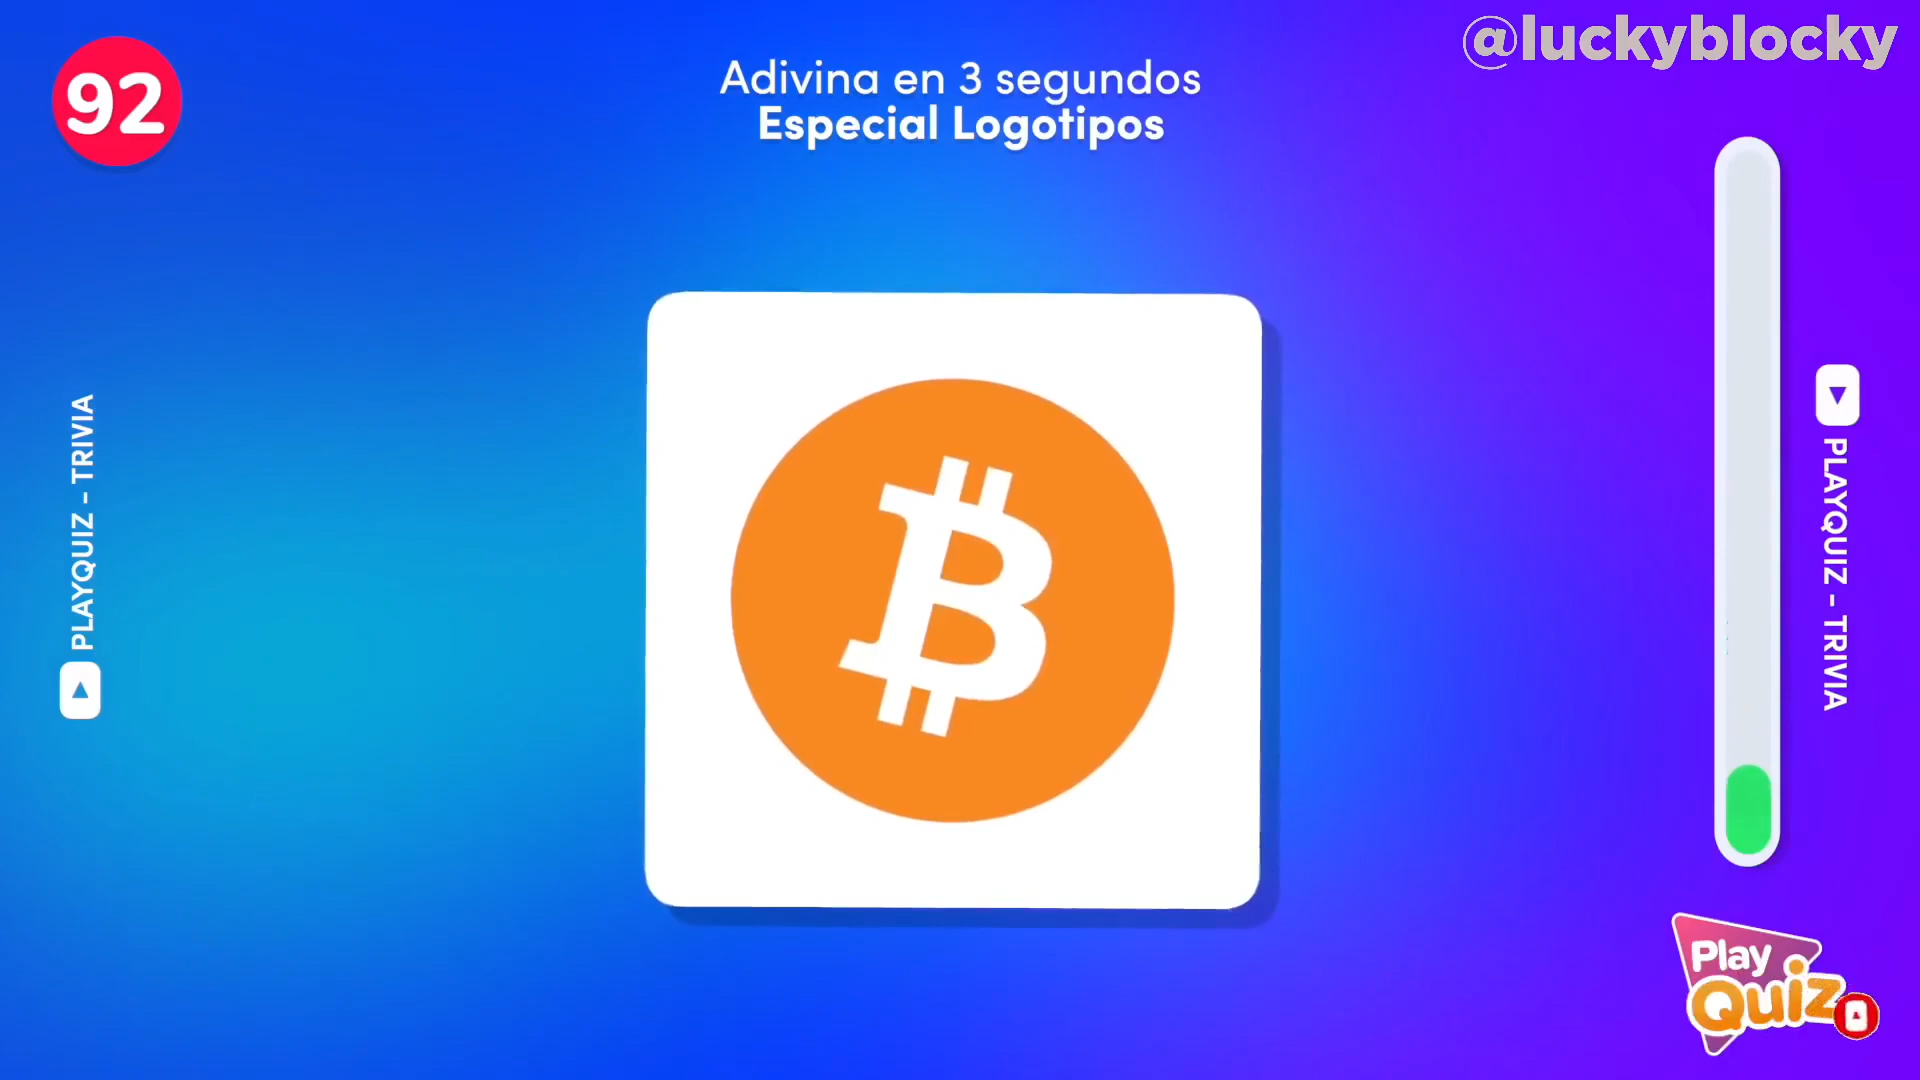 92
Adivina en 3 segundos
Especial Logotipos
@luckyblocky
PLAYQUIZ - TRIVIA
PLAYQUIZ - TRIVIA
Play
Quiz